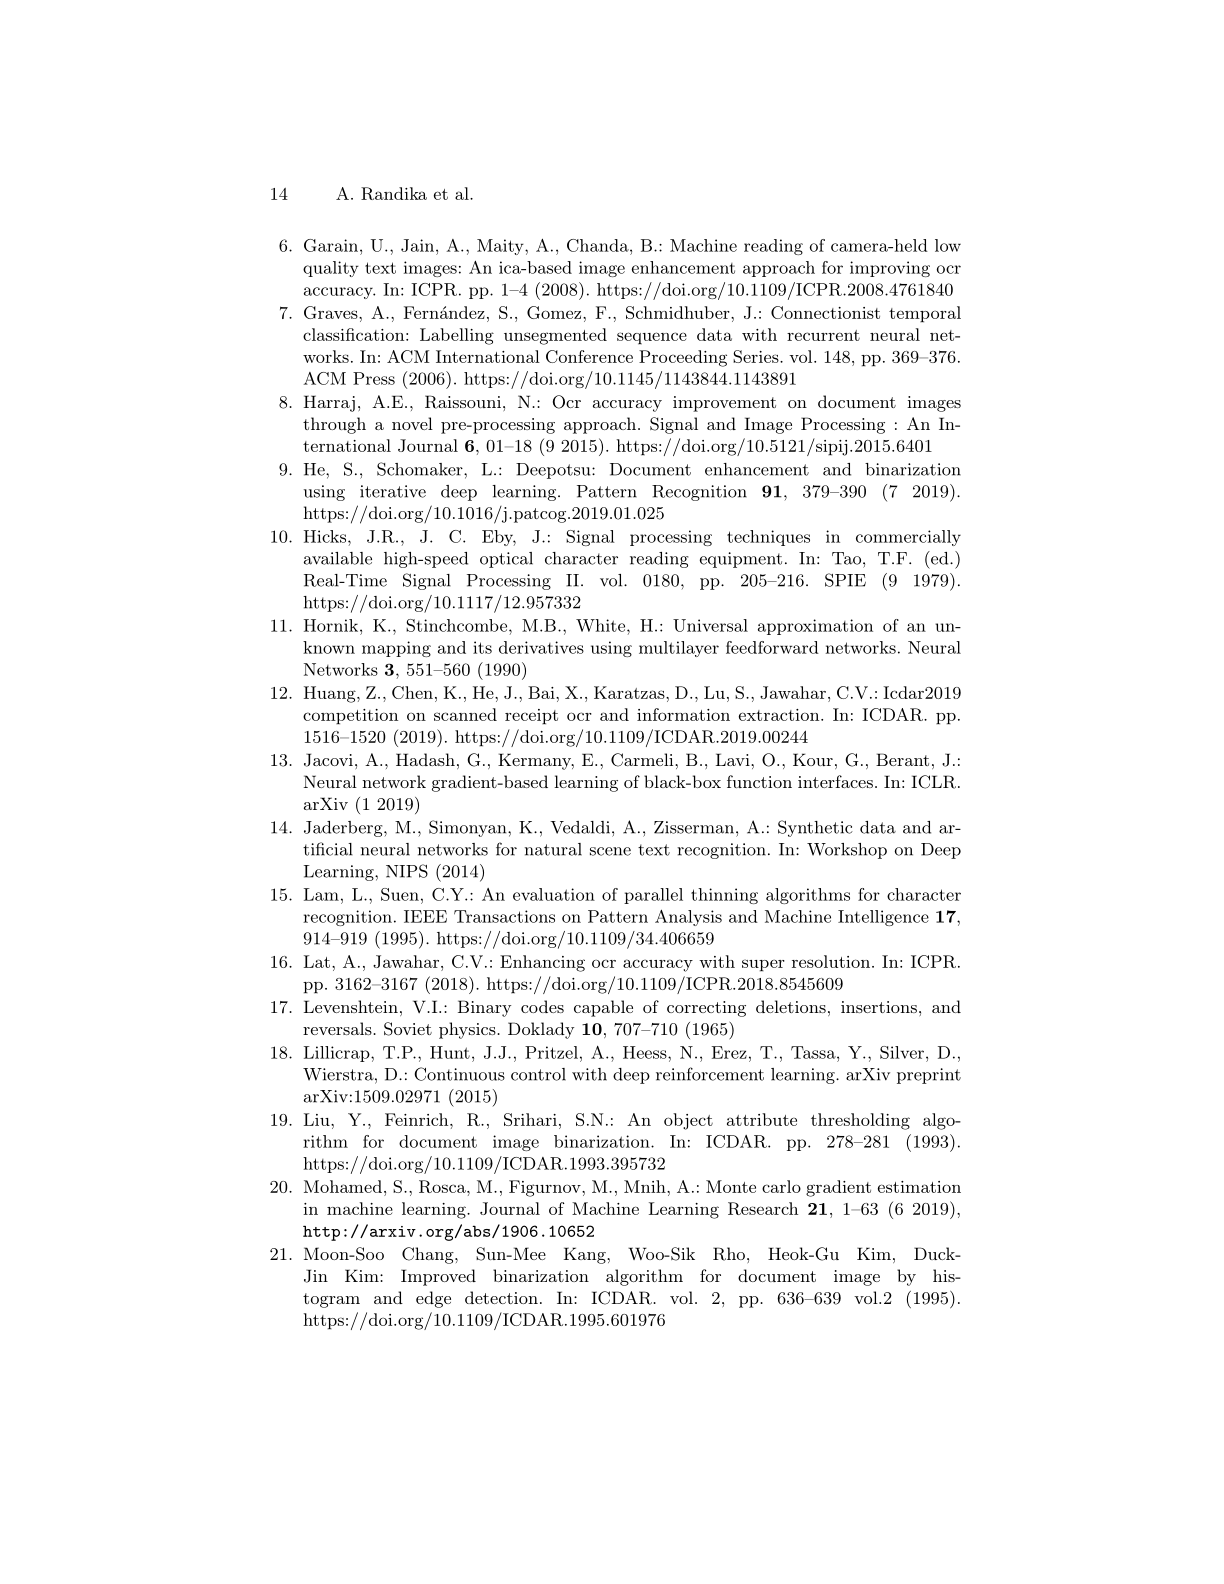 14 A. Randika et al.
6. Garain, U., Jain, A., Maity, A., Chanda, B.: Machine reading of camera-held low
quality text images: An ica-based image enhancement approach for improving ocr
accuracy. In: ICPR. pp. 1–4 (2008). https://doi.org/10.1109/ICPR.2008.4761840
7. Graves, A., Fernández, S., Gomez, F., Schmidhuber, J.: Connectionist temporal
classification: Labelling unsegmented sequence data with recurrent neural net-
works. In: ACM International Conference Proceeding Series. vol. 148, pp. 369–376.
ACM Press (2006). https://doi.org/10.1145/1143844.1143891
8. Harraj, A.E., Raissouni, N.: Ocr accuracy improvement on document images
through a novel pre-processing approach. Signal and Image Processing : An In-
ternational Journal 6, 01–18 (9 2015). https://doi.org/10.5121/sipij.2015.6401
9. He, S., Schomaker, L.: Deepotsu: Document enhancement and binarization
using iterative deep learning. Pattern Recognition 91, 379–390 (7 2019).
https://doi.org/10.1016/j.patcog.2019.01.025
10. Hicks, J.R., J. C. Eby, J.: Signal processing techniques in commercially
available high-speed optical character reading equipment. In: Tao, T.F. (ed.)
Real-Time Signal Processing II. vol. 0180, pp. 205–216. SPIE (9 1979).
https://doi.org/10.1117/12.957332
11. Hornik, K., Stinchcombe, M.B., White, H.: Universal approximation of an un-
known mapping and its derivatives using multilayer feedforward networks. Neural
Networks 3, 551–560 (1990)
12. Huang, Z., Chen, K., He, J., Bai, X., Karatzas, D., Lu, S., Jawahar, C.V.: Icdar2019
competition on scanned receipt ocr and information extraction. In: ICDAR. pp.
1516–1520 (2019). https://doi.org/10.1109/ICDAR.2019.00244
13. Jacovi, A., Hadash, G., Kermany, E., Carmeli, B., Lavi, O., Kour, G., Berant, J.:
Neural network gradient-based learning of black-box function interfaces. In: ICLR.
arXiv (1 2019)
14. Jaderberg, M., Simonyan, K., Vedaldi, A., Zisserman, A.: Synthetic data and ar-
tificial neural networks for natural scene text recognition. In: Workshop on Deep
Learning, NIPS (2014)
15. Lam, L., Suen, C.Y.: An evaluation of parallel thinning algorithms for character
recognition. IEEE Transactions on Pattern Analysis and Machine Intelligence 17,
914–919 (1995). https://doi.org/10.1109/34.406659
16. Lat, A., Jawahar, C.V.: Enhancing ocr accuracy with super resolution. In: ICPR.
pp. 3162–3167 (2018). https://doi.org/10.1109/ICPR.2018.8545609
17. Levenshtein, V.I.: Binary codes capable of correcting deletions, insertions, and
reversals. Soviet physics. Doklady 10, 707–710 (1965)
18. Lillicrap, T.P., Hunt, J.J., Pritzel, A., Heess, N., Erez, T., Tassa, Y., Silver, D.,
Wierstra, D.: Continuous control with deep reinforcement learning. arXiv preprint
arXiv:1509.02971 (2015)
19. Liu, Y., Feinrich, R., Srihari, S.N.: An object attribute thresholding algo-
rithm for document image binarization. In: ICDAR. pp. 278–281 (1993).
https://doi.org/10.1109/ICDAR.1993.395732
20. Mohamed, S., Rosca, M., Figurnov, M., Mnih, A.: Monte carlo gradient estimation
in machine learning. Journal of Machine Learning Research 21, 1–63 (6 2019),
http://arxiv.org/abs/1906.10652
21. Moon-Soo Chang, Sun-Mee Kang, Woo-Sik Rho, Heok-Gu Kim, Duck-
Jin Kim: Improved binarization algorithm for document image by his-
togram and edge detection. In: ICDAR. vol. 2, pp. 636–639 vol.2 (1995).
https://doi.org/10.1109/ICDAR.1995.601976